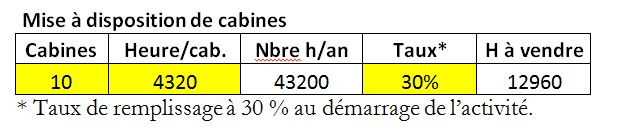 Mise à disposition de cabines
Cabines Heure/cab. Nbre h/an Taux* H à vendre
10 4320 43200 30% 12960
* Taux de remplissage à 30 % au démarrage de l'activité.